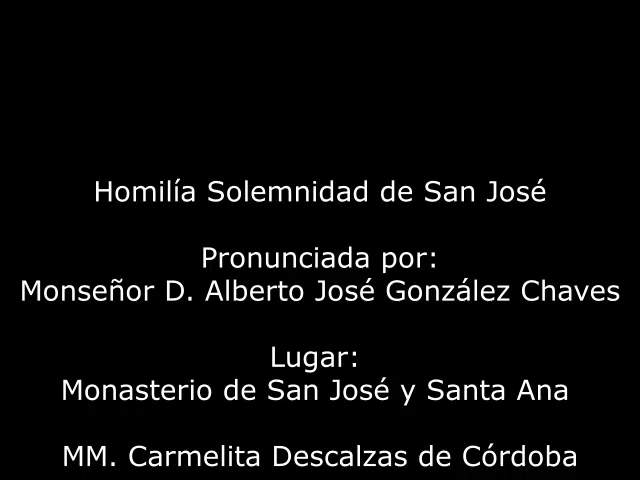 Homilía Solemnidad de San José
Pronunciada por:
Monseñor D. Alberto José González Chaves
Lugar:
Monasterio de San José y Santa Ana
MM. Carmelita Descalzas de Córdoba